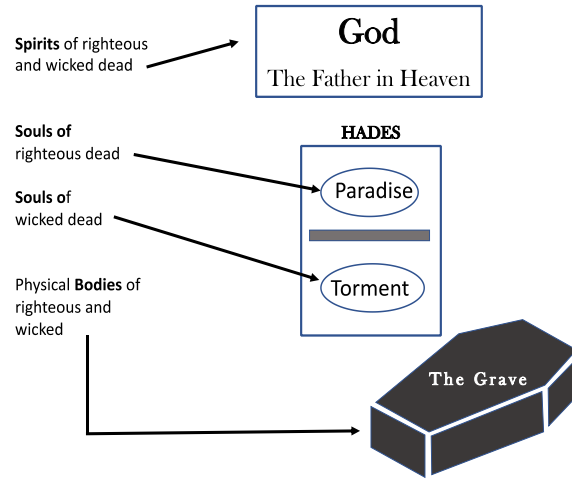 Spirits of righteous
and wicked dead
God
The Father in Heaven
Souls of
righteous dead
HADES
Paradise
Souls of
wicked dead
Torment
Physical Bodies of
righteous and
wicked
The Grave